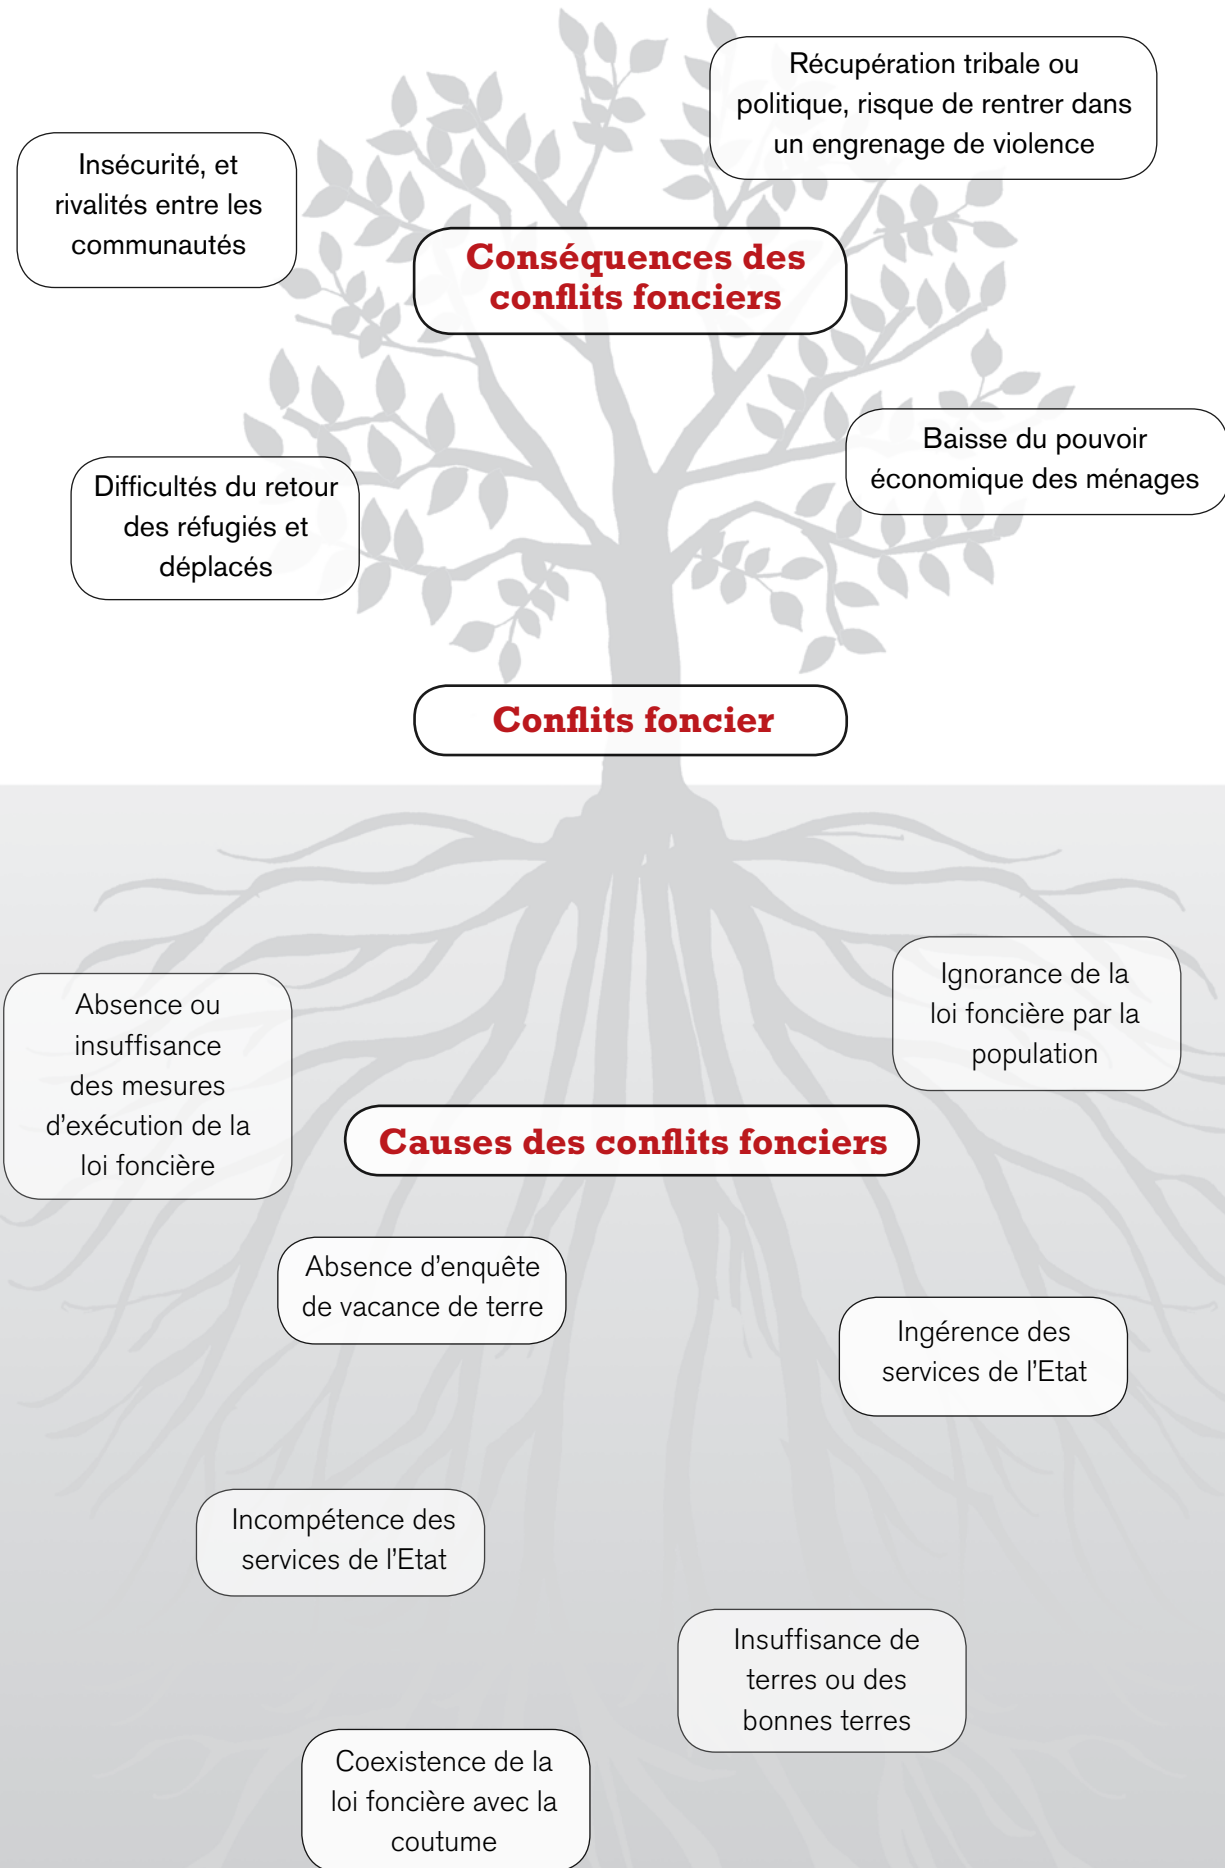 Récupération tribale ou
politique, risque de rentrer dans
un engrenage de violence
Insécurité, et
rivalités entre les
communautés
Conséquences des
conflits fonciers
Baisse du pouvoir
économique des ménages
Difficultés du retour
des réfugiés et
déplacés
Conflits foncier
Ignorance de la
loi foncière par la
population
Absence ou
insuffisance
des mesures
d'exécution de la
loi foncière
Causes des conflits fonciers
Absence d'enquête
de vacance de terre
Ingérence des
services de l'Etat
Incompétence des
services de l'Etat
Insuffisance de
terres ou des
bonnes terres
Coexistence de la
loi foncière avec la
coutume